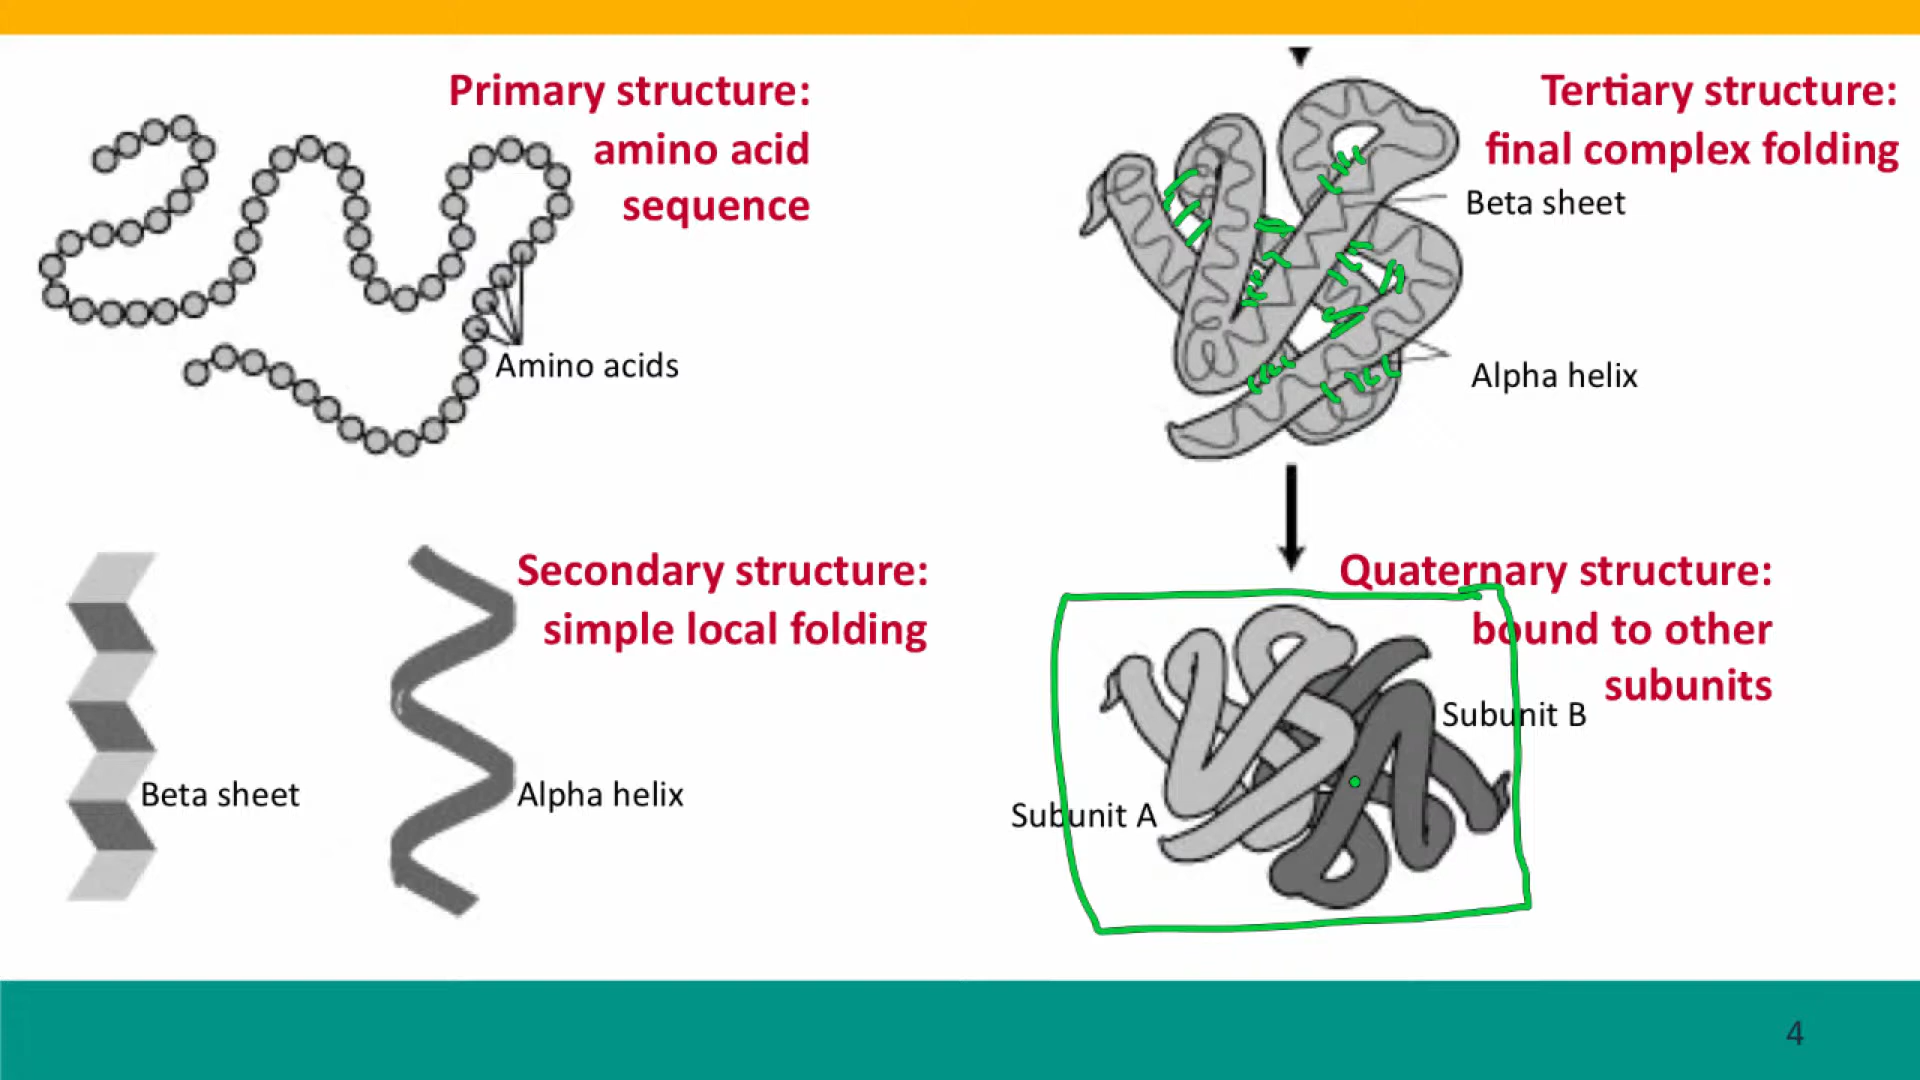 Primary structure:
amino acid
sequence
Amino acids
Tertiary structure:
final complex folding
Beta sheet
Alpha helix
Secondary structure:
simple local folding
Beta sheet
Alpha helix
Quaternary structure:
bound to other
subunits
Subunit B
Subunit A
4